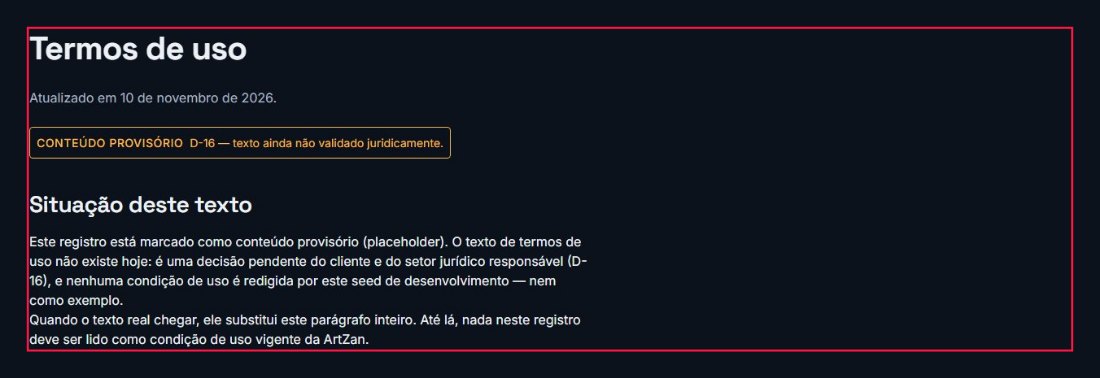 Termos de uso
Atualizado em 10 de novembro de 2026.
CONTEÚDO PROVISÓRIO D-16 — texto ainda não validado juridicamente.
Situação deste texto
Este registro está marcado como conteúdo provisório (placeholder). O texto de termos de
uso não existe hoje: é uma decisão pendente do cliente e do setor jurídico responsável (D-
16), e nenhuma condição de uso é redigida por este seed de desenvolvimento — nem
como exemplo.
Quando o texto real chegar, ele substitui este parágrafo inteiro. Até lá, nada neste registro
deve ser lido como condição de uso vigente da ArtZan.